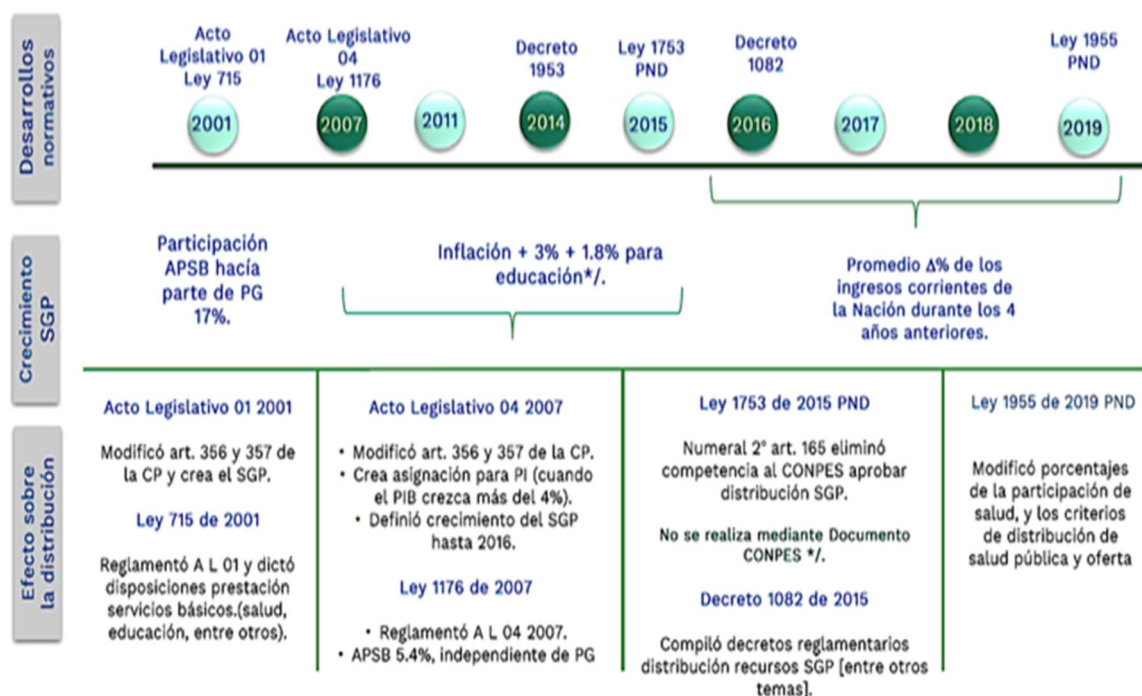 Desarrollos
normativos
Acto
Legislativo 01
Ley 715
Acto Legislativo
04
Ley 1176
Decreto
1953
Ley 1753
PND
Decreto
1082
Ley 1955
PND
2001
2007
2011
2014
2015
2016
2017
2018
2019
Crecimiento
SGP
Participación
APSB hacía
parte de PG
17%.
Inflación + 3% + 1.8% para
educación*/.
Promedio Δ% de los
ingresos corrientes de
la Nación durante los 4
años anteriores.
Efecto sobre
la distribución
Acto Legislativo 01 2001
Modificó art. 356 y 357 de
la CP y crea el SGP.
Ley 715 de 2001
Reglamentó A L 01 y dictó
disposiciones prestación
servicios básicos.(salud,
educación, entre otros).
Acto Legislativo 04 2007
• Modificó art. 356 y 357 de la CP.
• Crea asignación para PI (cuando
el PIB crezca más del 4%).
• Definió crecimiento del SGP
hasta 2016.
Ley 1176 de 2007
• Reglamentó A L 04 2007.
• APSB 5.4%, independiente de PG
Ley 1753 de 2015 PND
Numeral 2° art. 165 eliminó
competencia al CONPES aprobar
distribución SGP.
No se realiza mediante Documento
CONPES */.
Decreto 1082 de 2015
Compiló decretos reglamentarios
distribución recursos SGP [entre otros
temas].
Ley 1955 de 2019 PND
Modificó porcentajes
de la participación de
salud, y los criterios
de distribución de
salud pública y oferta